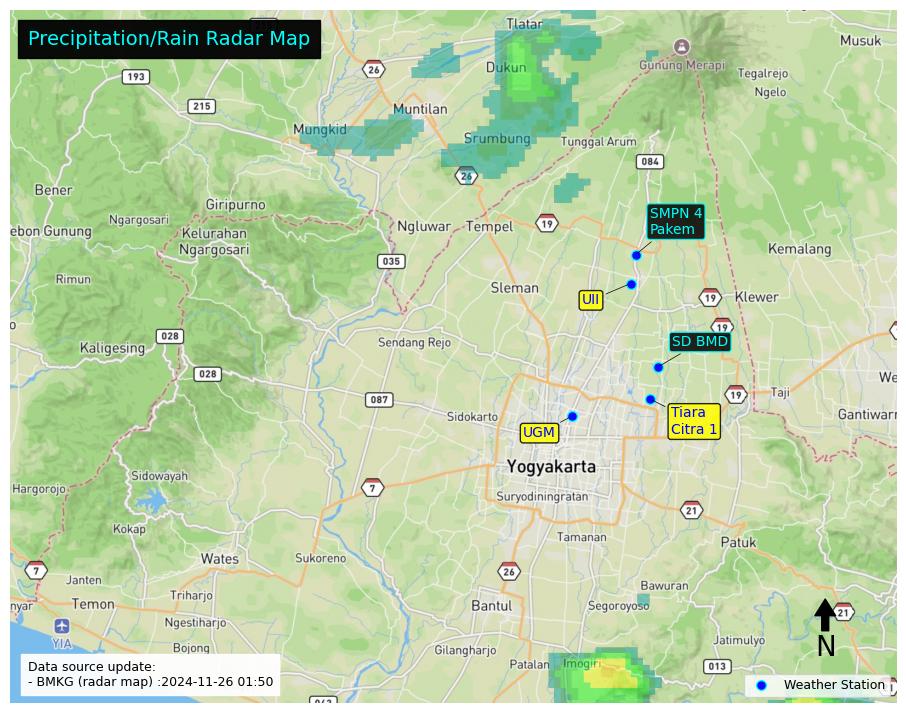 Precipitation/Rain Radar Map
Tlatar
Musuk
26
Dukun
Gunung Merapi
193
Tegalrejo
Ngelo
215
Muntilan
Mungkid
Srumbung
Tunggal Arum
084
26
Bener
Giripurno
Ngargosari
SMPN 4
Pakem
Ngluwar
Tempel
19
ebon Gunung
Kelurahan
Ngargosari
Kemalang
035
Rimun
Sleman
UII
19
Klewer
19
028
SD BMD
Kaligesing
Sendang Rejo
028
We
087
19
Taji
Sidokarto
Tiara
Citra 1
Gantiwarn
UGM
Yogyakarta
Sidowayah
Hargorojo
7
Suryodiningratan
21
Kokap
Tamanan
Patuk
Wates
Sukoreno
7
26
Janten
Bawuran
nyar
Temon
Triharjo
Bantul
Segoroyoso
21
Ngestiharjo
YIA
Jatimulyo
N
Bojong
Gilangharjo
Patalan
Imogiri
013
Data source update:
- BMKG (radar map) :2024-11-26 01:50
Weather Station